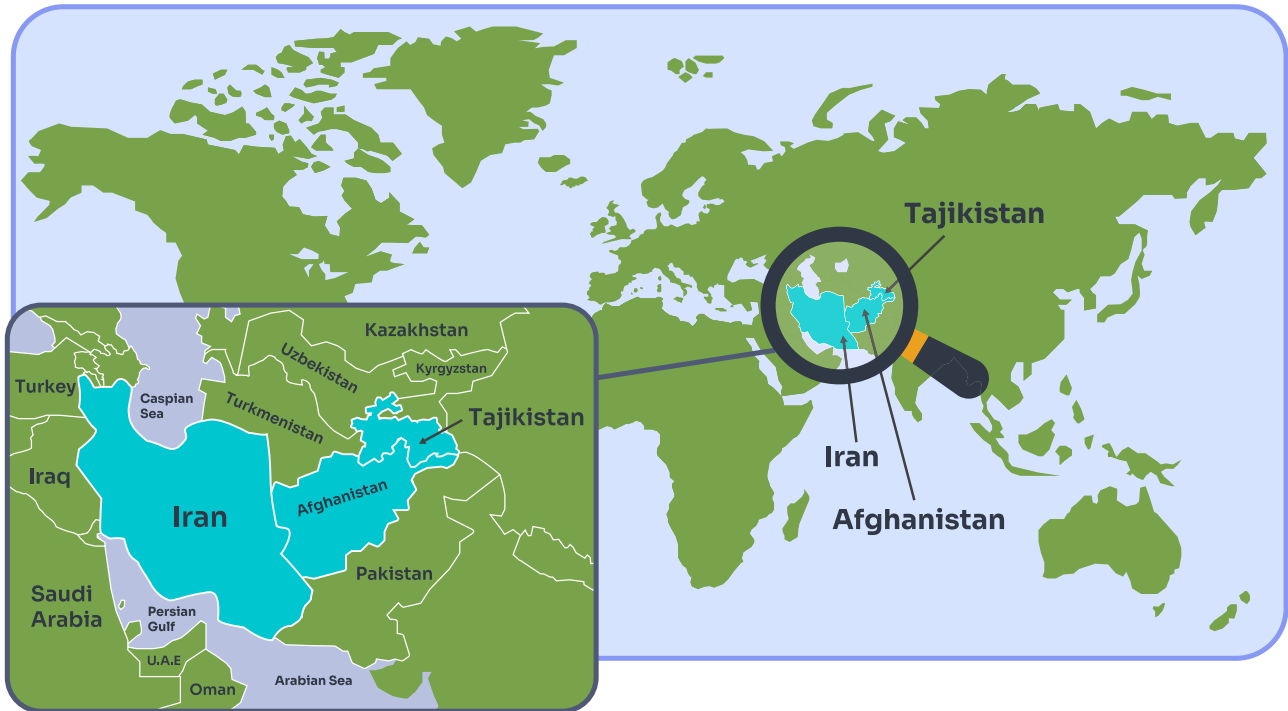 Tajikistan
Iran
Afghanistan
Kazakhstan
Uzbekistan
Kyrgyzstan
Turkey
Caspian
Sea
Turkmenistan
Tajikistan
Iraq
Iran
Afghanistan
Pakistan
Saudi
Arabia
Persian
Gulf
U.A.E
Oman
Arabian Sea